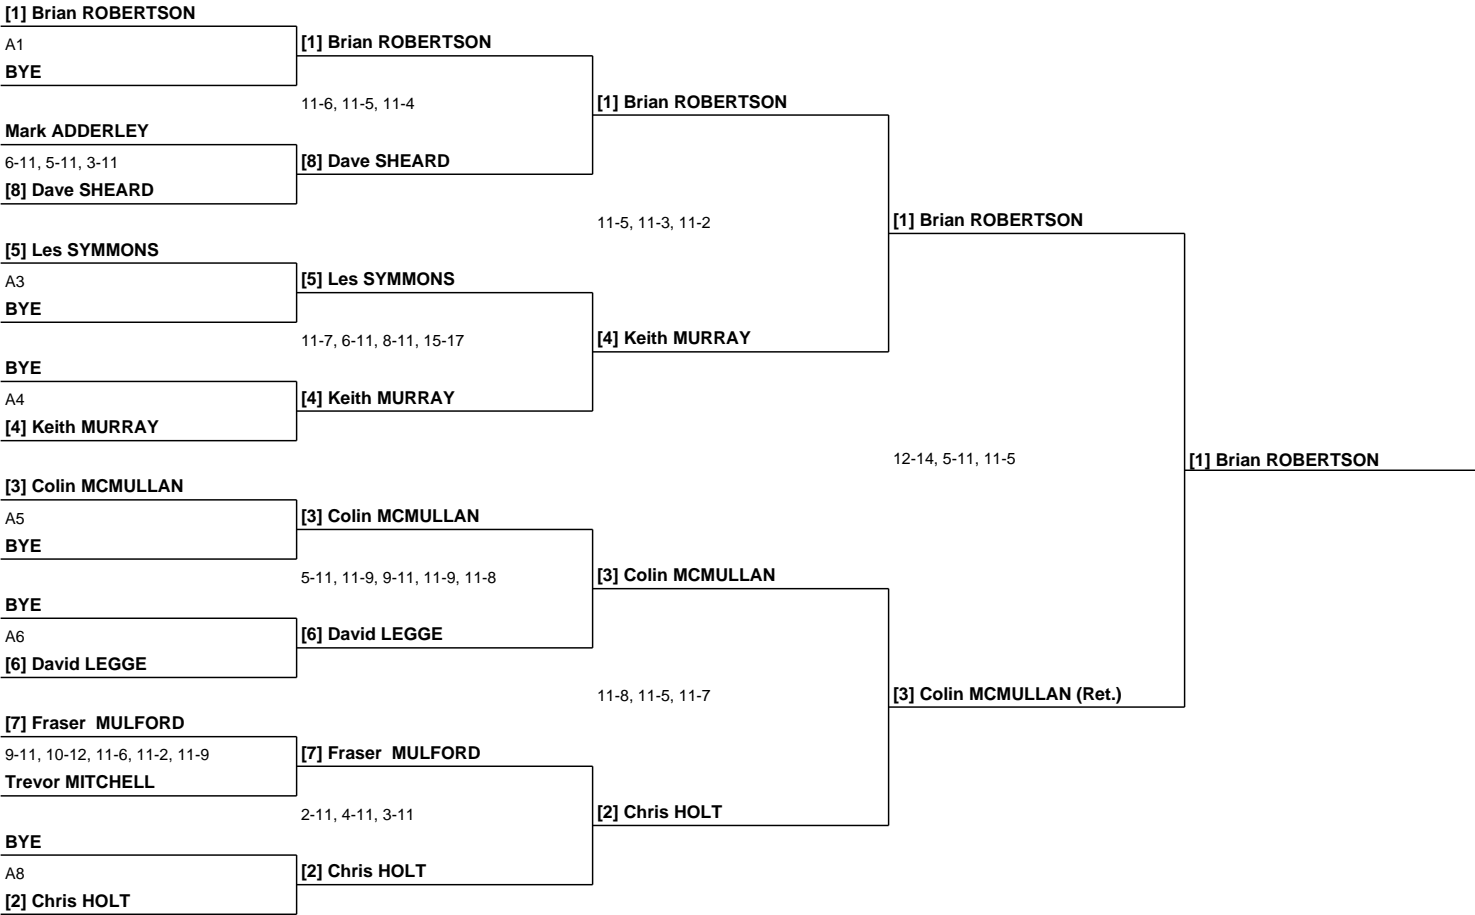 [1] Brian ROBERTSON
A1
BYE
Mark ADDERLEY
6-11, 5-11, 3-11
[8] Dave SHEARD
[5] Les SYMMONS
A3
BYE
BYE
A4
[4] Keith MURRAY
[3] Colin MCMULLAN
A5
BYE
BYE
A6
[6] David LEGGE
[7] Fraser  MULFORD
9-11, 10-12, 11-6, 11-2, 11-9
Trevor MITCHELL
BYE
A8
[2] Chris HOLT
[1] Brian ROBERTSON
11-6, 11-5, 11-4
[8] Dave SHEARD
[5] Les SYMMONS
11-7, 6-11, 8-11, 15-17
[4] Keith MURRAY
[3] Colin MCMULLAN
5-11, 11-9, 9-11, 11-9, 11-8
[6] David LEGGE
[7] Fraser  MULFORD
2-11, 4-11, 3-11
[2] Chris HOLT
[1] Brian ROBERTSON
11-5, 11-3, 11-2
[4] Keith MURRAY
[3] Colin MCMULLAN
11-8, 11-5, 11-7
[2] Chris HOLT
[1] Brian ROBERTSON
12-14, 5-11, 11-5
[3] Colin MCMULLAN (Ret.)
[1] Brian ROBERTSON